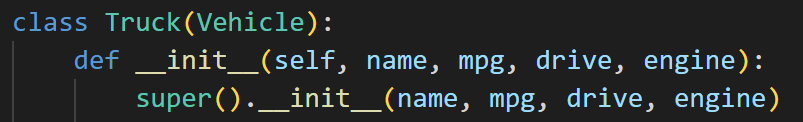 class Truck(Vehicle):
    def __init__(self, name, mpg, drive, engine):
        super().__init__(name, mpg, drive, engine)